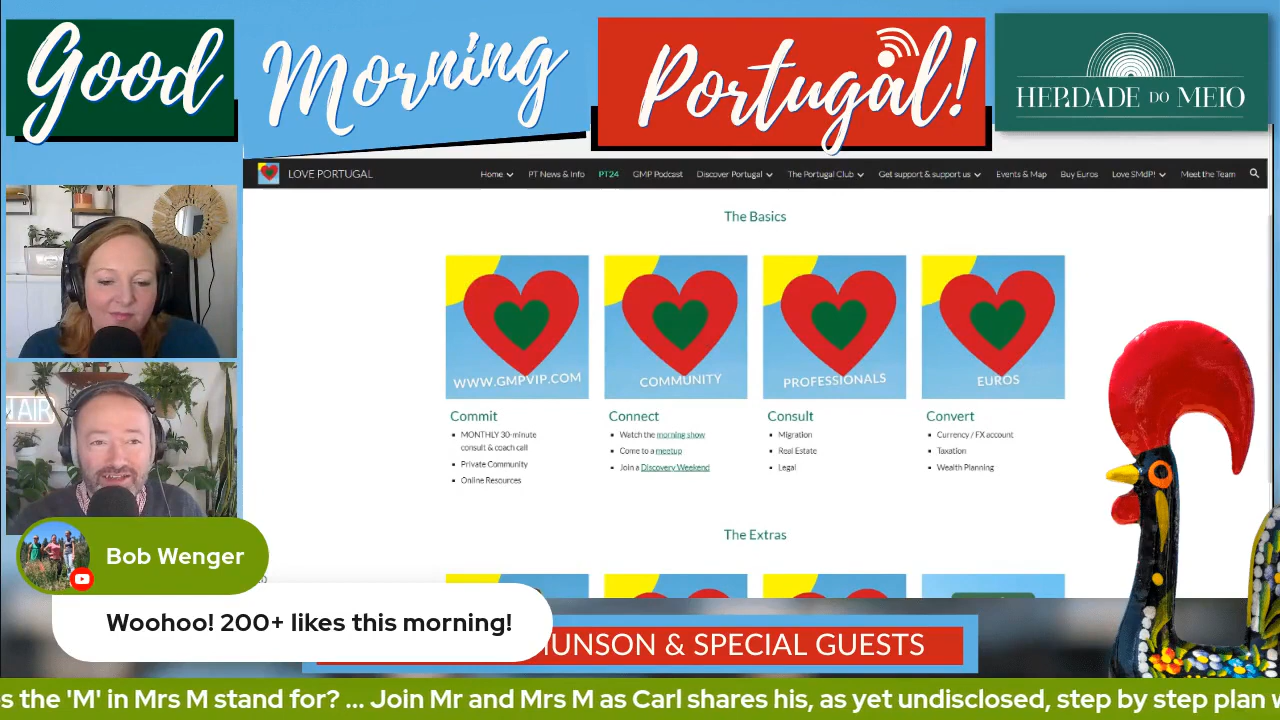 Good
Morning
Portugal!
HERDADE DO MEIO
LOVE PORTUGAL
Home
PT News & Info
PT24
GMP Podcast
Discover Portugal
The Portugal Club
Get support & support us
Events & Map
Buy Euros
Love SMdP!
Meet the Team
The Basics
WWW.GMPVIP.COM
COMMUNITY
PROFESSIONALS
EUROS
Commit
MONTHLY 30-minute
consult & coach call
Private Community
Online Resources
Connect
Watch the morning show
Come to a meetup
Join a Discovery Weekend
Consult
Migration
Real Estate
Legal
Convert
Currency / FX account
Taxation
Wealth Planning
The Extras
AIR
Bob Wenger
Woohoo! 200+ likes this morning!
UNSON & SPECIAL GUESTS
s the 'M' in Mrs M stand for? ... Join Mr and Mrs M as Carl shares his, as yet undisclosed, step by step plan